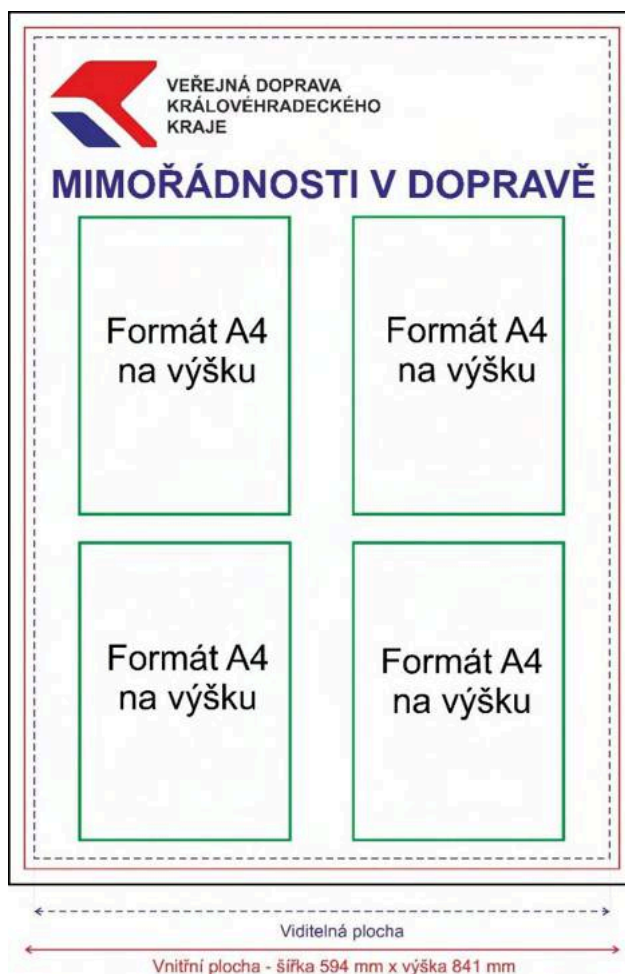 VEŘEJNÁ DOPRAVA
KRÁLOVÉHRADECKÉHO
KRAJE
MIMOŘÁDNOSTI V DOPRAVĚ
Formát A4
na výšku
Formát A4
na výšku
Formát A4
na výšku
Formát A4
na výšku
Viditelná plocha
Vnitřní plocha - šířka 594 mm x výška 841 mm